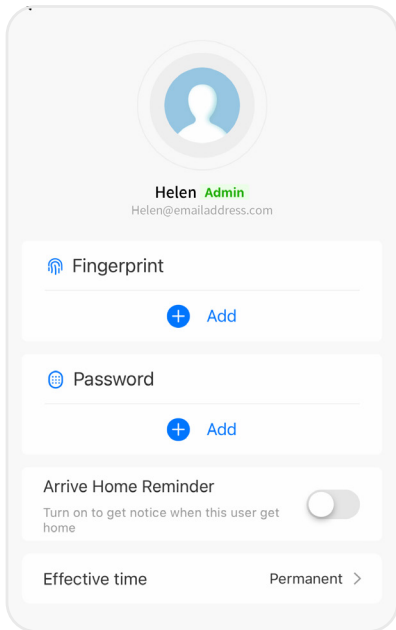 Helen Admin
Helen@emailaddress.com
Fingerprint
Add
Password
Add
Arrive Home Reminder
Turn on to get notice when this user get
home
Effective time Permanent